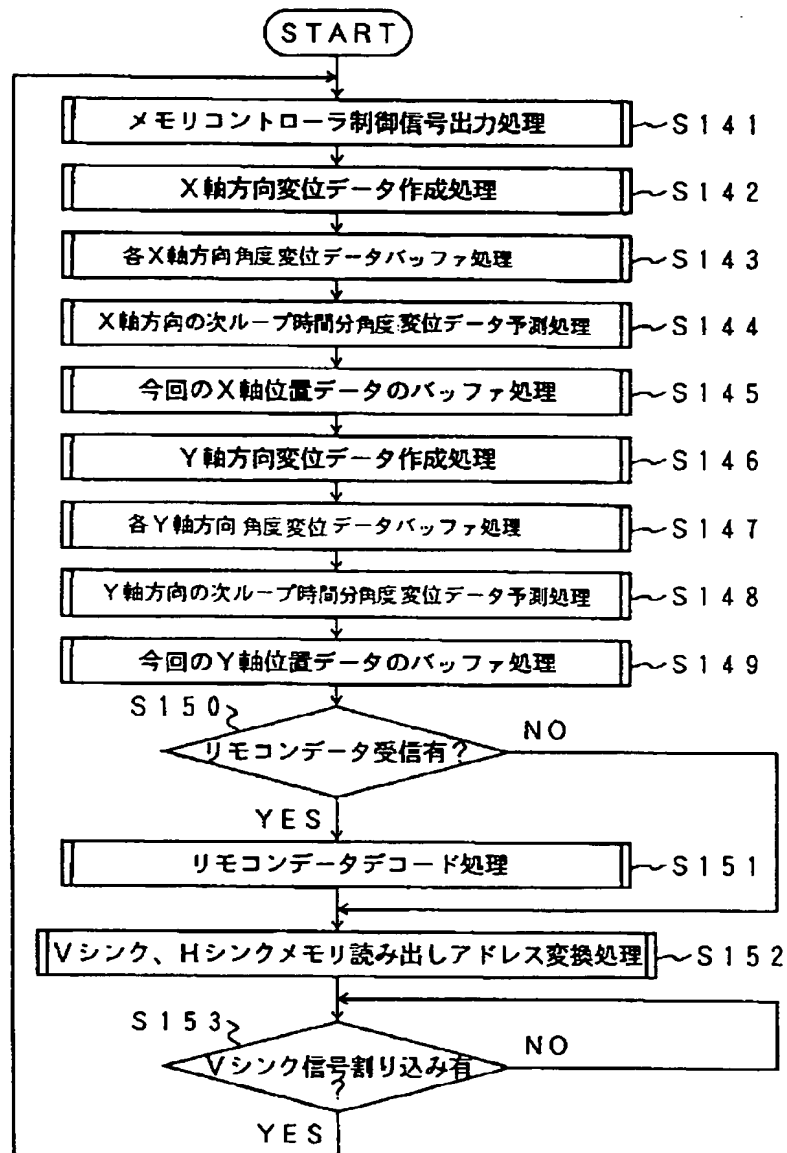 START
メモリコントローラ制御信号出力処理 ~S141
X軸方向変位データ作成処理 ~S142
各X軸方向角度変位データバッファ処理 ~S143
X軸方向の次ループ時間分角度変位データ予測処理 ~S144
今回のX軸位置データのバッファ処理 ~S145
Y軸方向変位データ作成処理 ~S146
各Y軸方向角度変位データバッファ処理 ~S147
Y軸方向の次ループ時間分角度変位データ予測処理 ~S148
今回のY軸位置データのバッファ処理 ~S149
S150
リモコンデータ受信有?
NO
YES
リモコンデータデコード処理 ~S151
Vシンク、Hシンクメモリ読み出しアドレス変換処理 ~S152
S153
Vシンク信号割り込み有
?
NO
YES